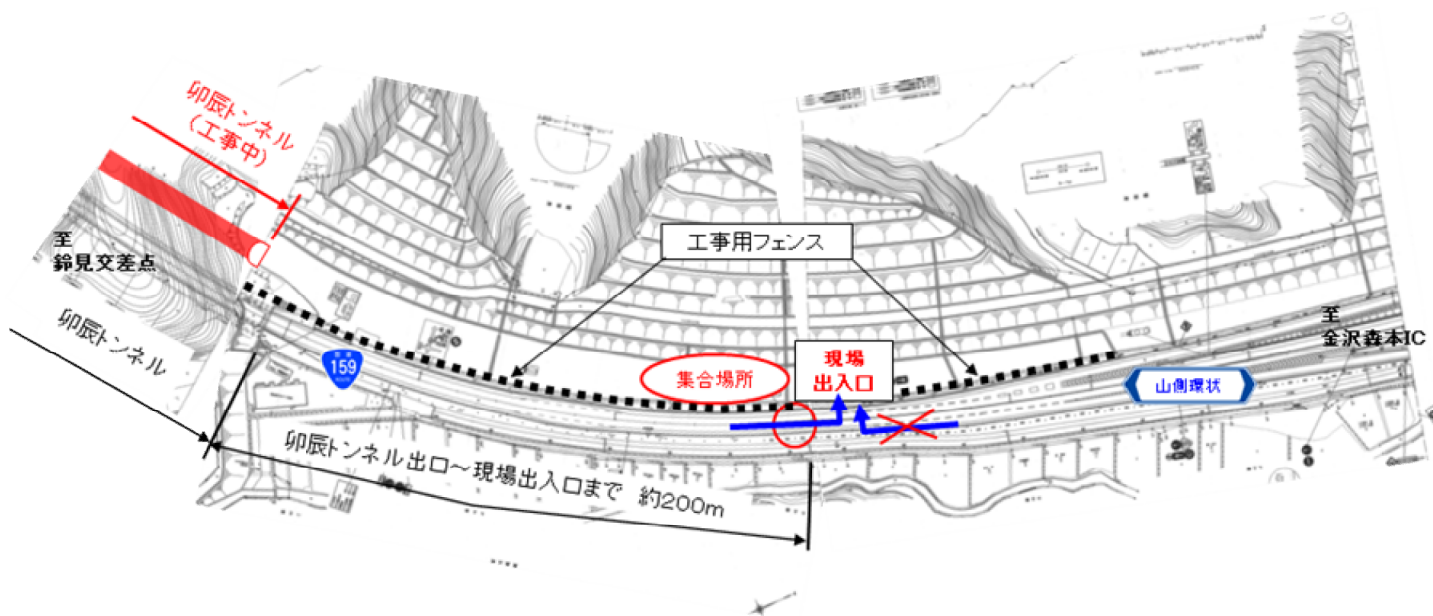 卯辰トンネル
（工事中）
至
鈴見交差点
卯辰トンネル
159
工事用フェンス
集合場所
現場
出入口
至
金沢森本IC
山側環状
卯辰トンネル出口～現場出入口まで 約200m